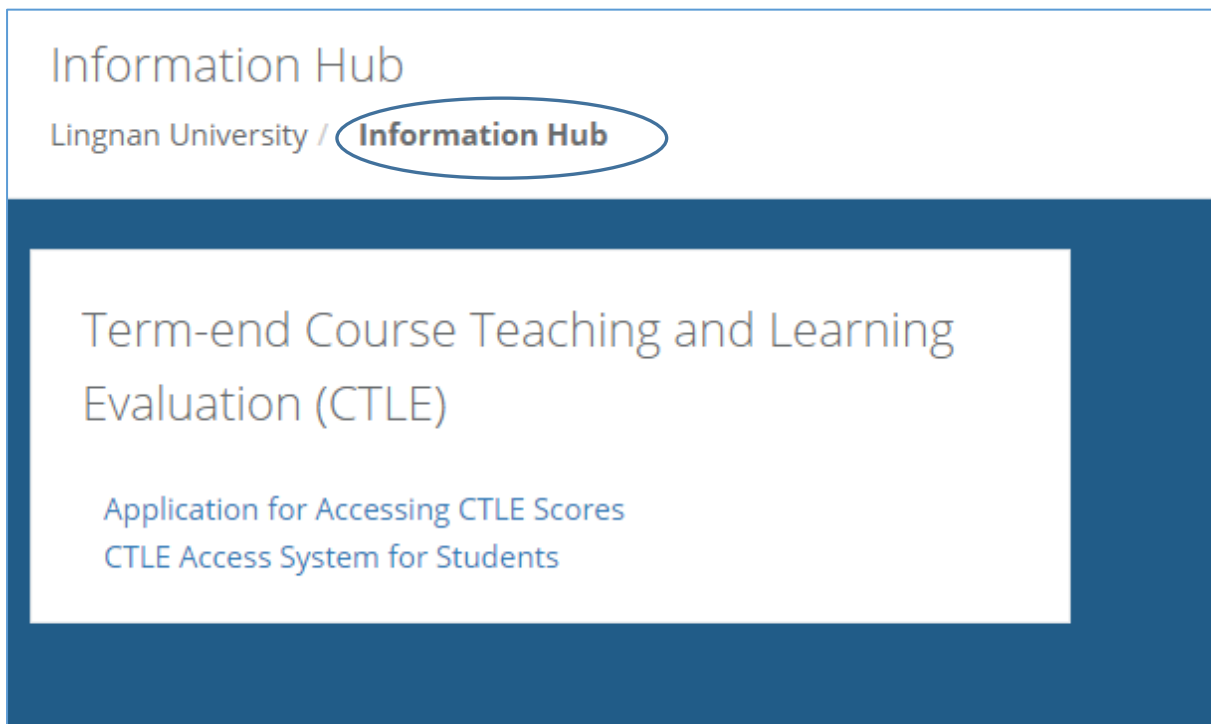 Information Hub
Lingnan University / Information Hub
Term-end Course Teaching and Learning
Evaluation (CTLE)
Application for Accessing CTLE Scores
CTLE Access System for Students